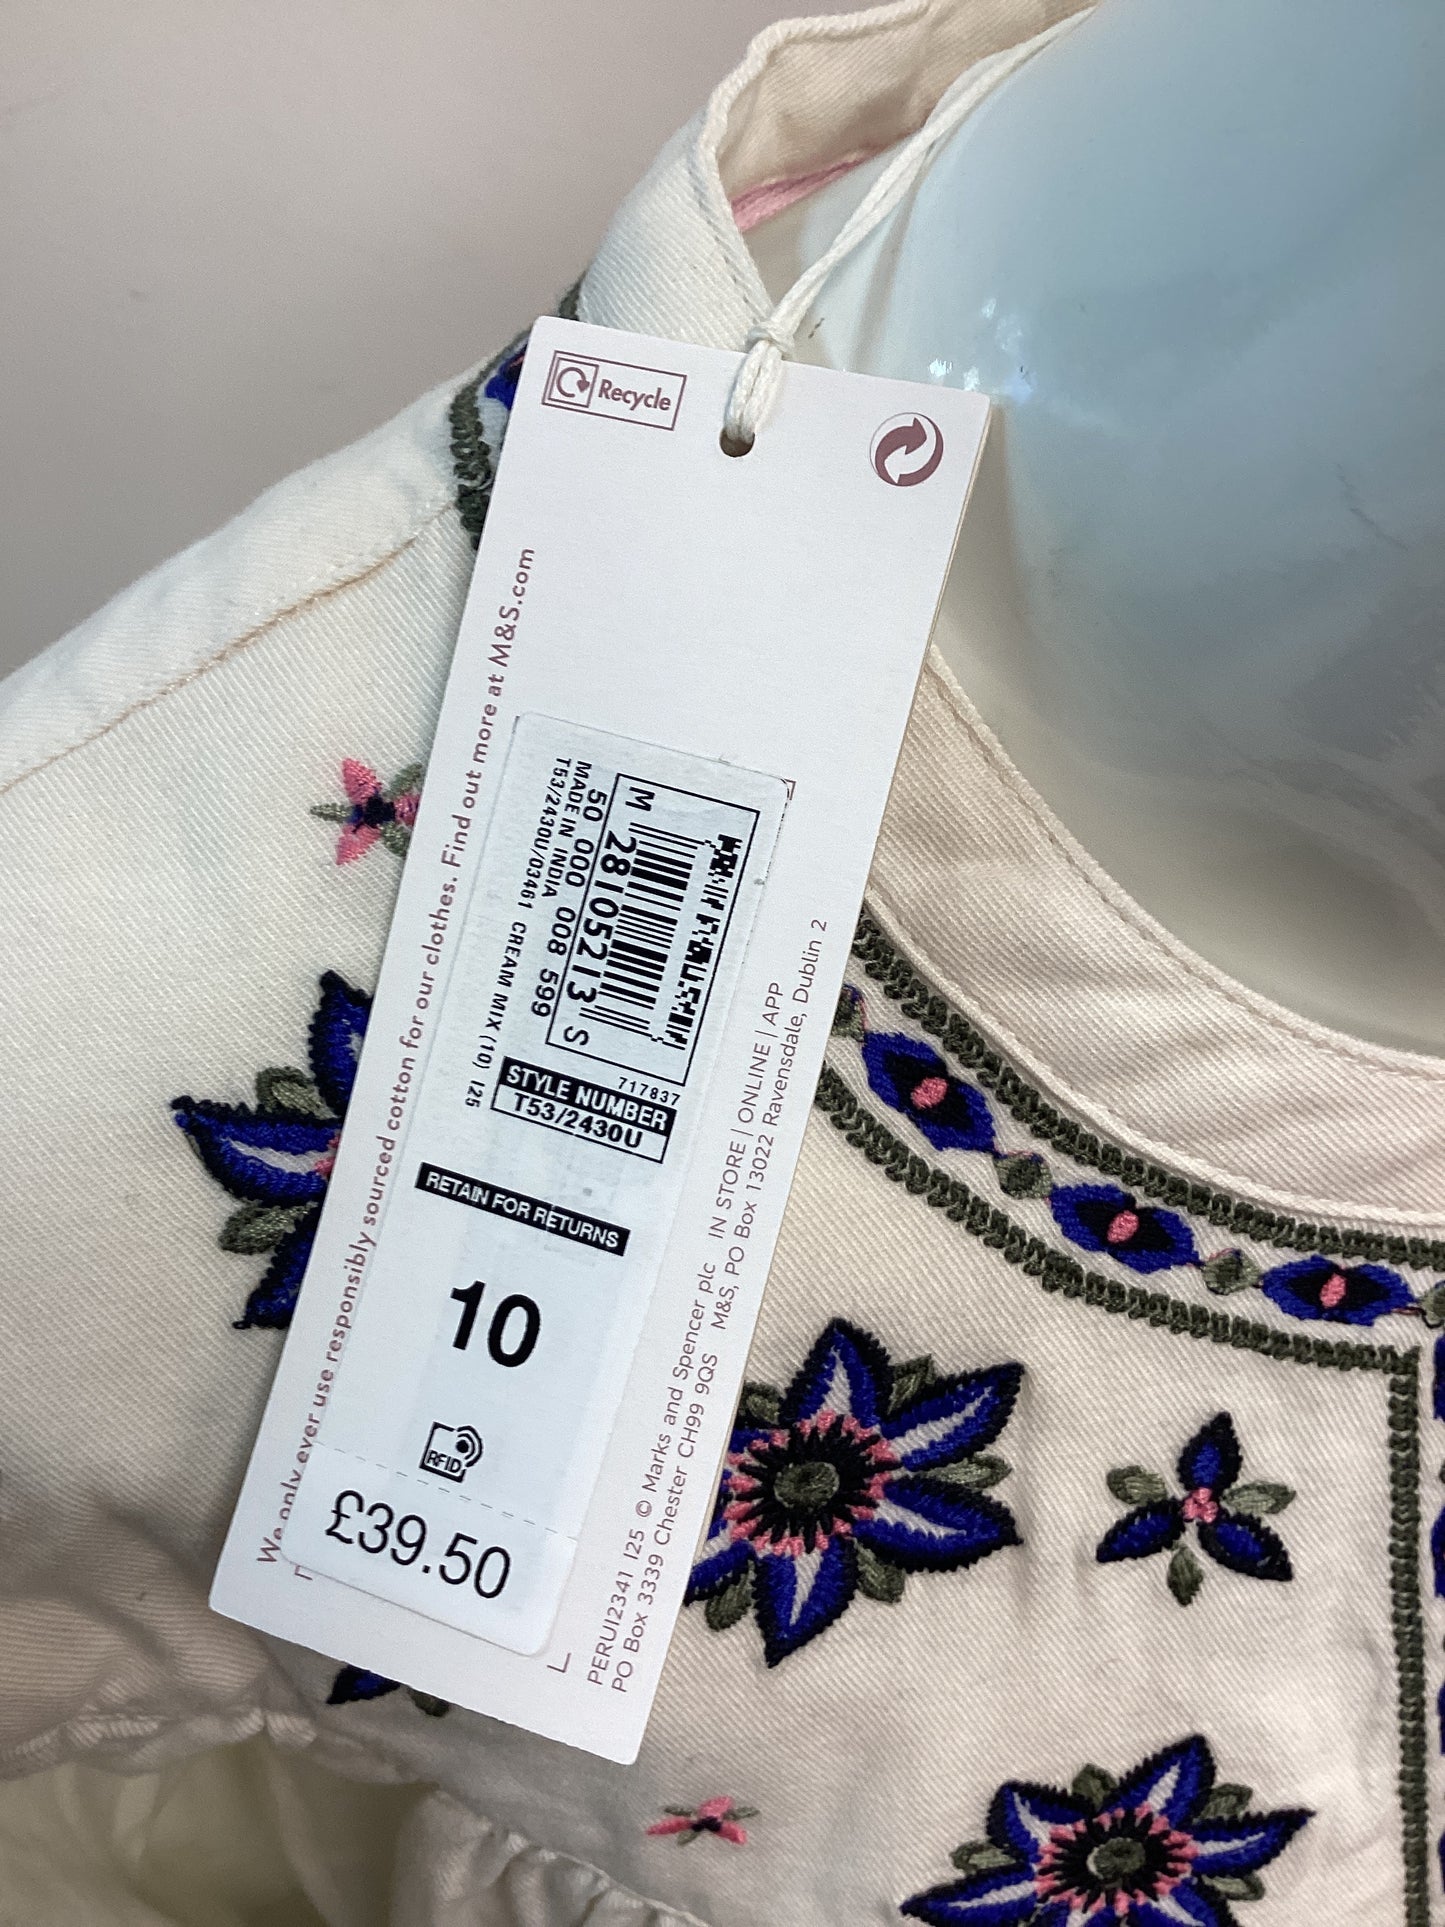 Recycle
We only ever use responsibly sourced cotton for our clothes. Find out more at M&S.com
M 28105213 S
50 000 008 599
MADE IN INDIA
T53/2430U/03461 CREAM MIX (10) I25
717837
STYLE NUMBER
T53/2430U
RETAIN FOR RETURNS
10
RFID
£39.50
PERUI2341 I25 © Marks and Spencer plc IN STORE | ONLINE | APP
PO Box 3339 Chester CH99 9QS M&S, PO Box 13022 Ravensdale, Dublin 2